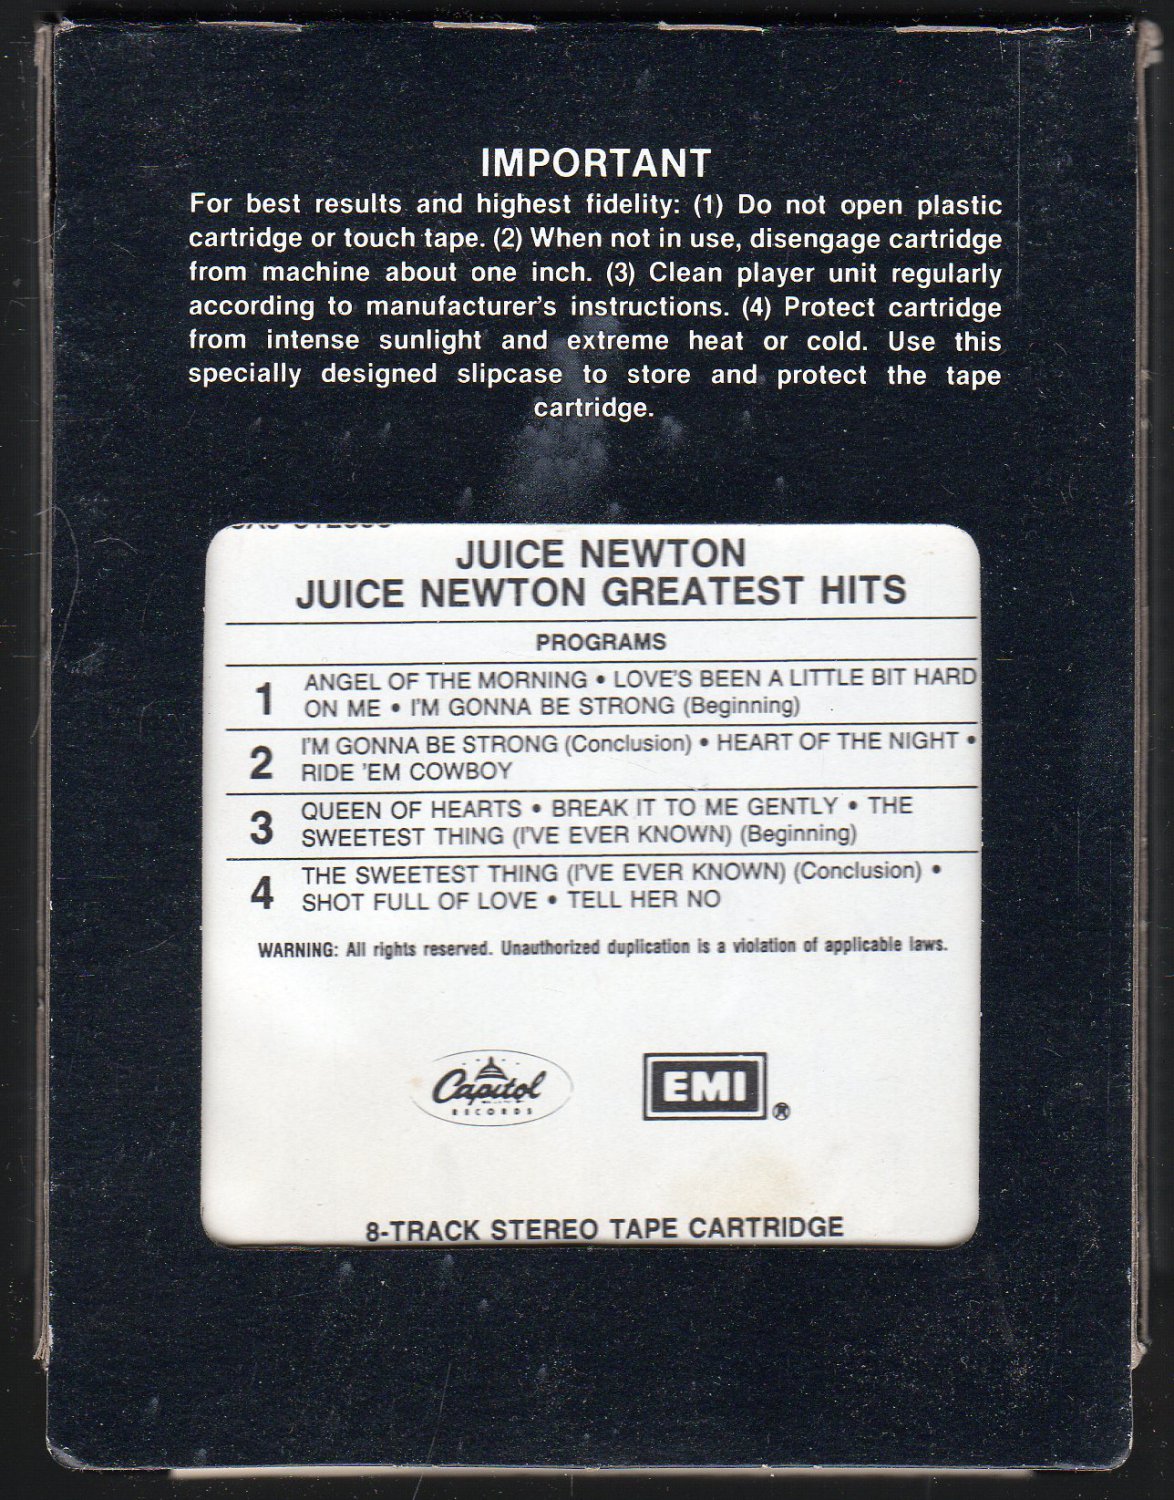 IMPORTANT
For best results and highest fidelity: (1) Do not open plastic
cartridge or touch tape. (2) When not in use, disengage cartridge
from machine about one inch. (3) Clean player unit regularly
according to manufacturer's instructions. (4) Protect cartridge
from intense sunlight and extreme heat or cold. Use this
specially designed slipcase to store and protect the tape
cartridge.
JUICE NEWTON
JUICE NEWTON GREATEST HITS
PROGRAMS
1 ANGEL OF THE MORNING • LOVE'S BEEN A LITTLE BIT HARD
ON ME • I'M GONNA BE STRONG (Beginning)
2 I'M GONNA BE STRONG (Conclusion) • HEART OF THE NIGHT •
RIDE 'EM COWBOY
3 QUEEN OF HEARTS • BREAK IT TO ME GENTLY • THE
SWEETEST THING (I'VE EVER KNOWN) (Beginning)
4 THE SWEETEST THING (I'VE EVER KNOWN) (Conclusion) •
SHOT FULL OF LOVE • TELL HER NO
WARNING: All rights reserved. Unauthorized duplication is a violation of applicable laws.
Capitol
RECORDS
EMI ®
8-TRACK STEREO TAPE CARTRIDGE